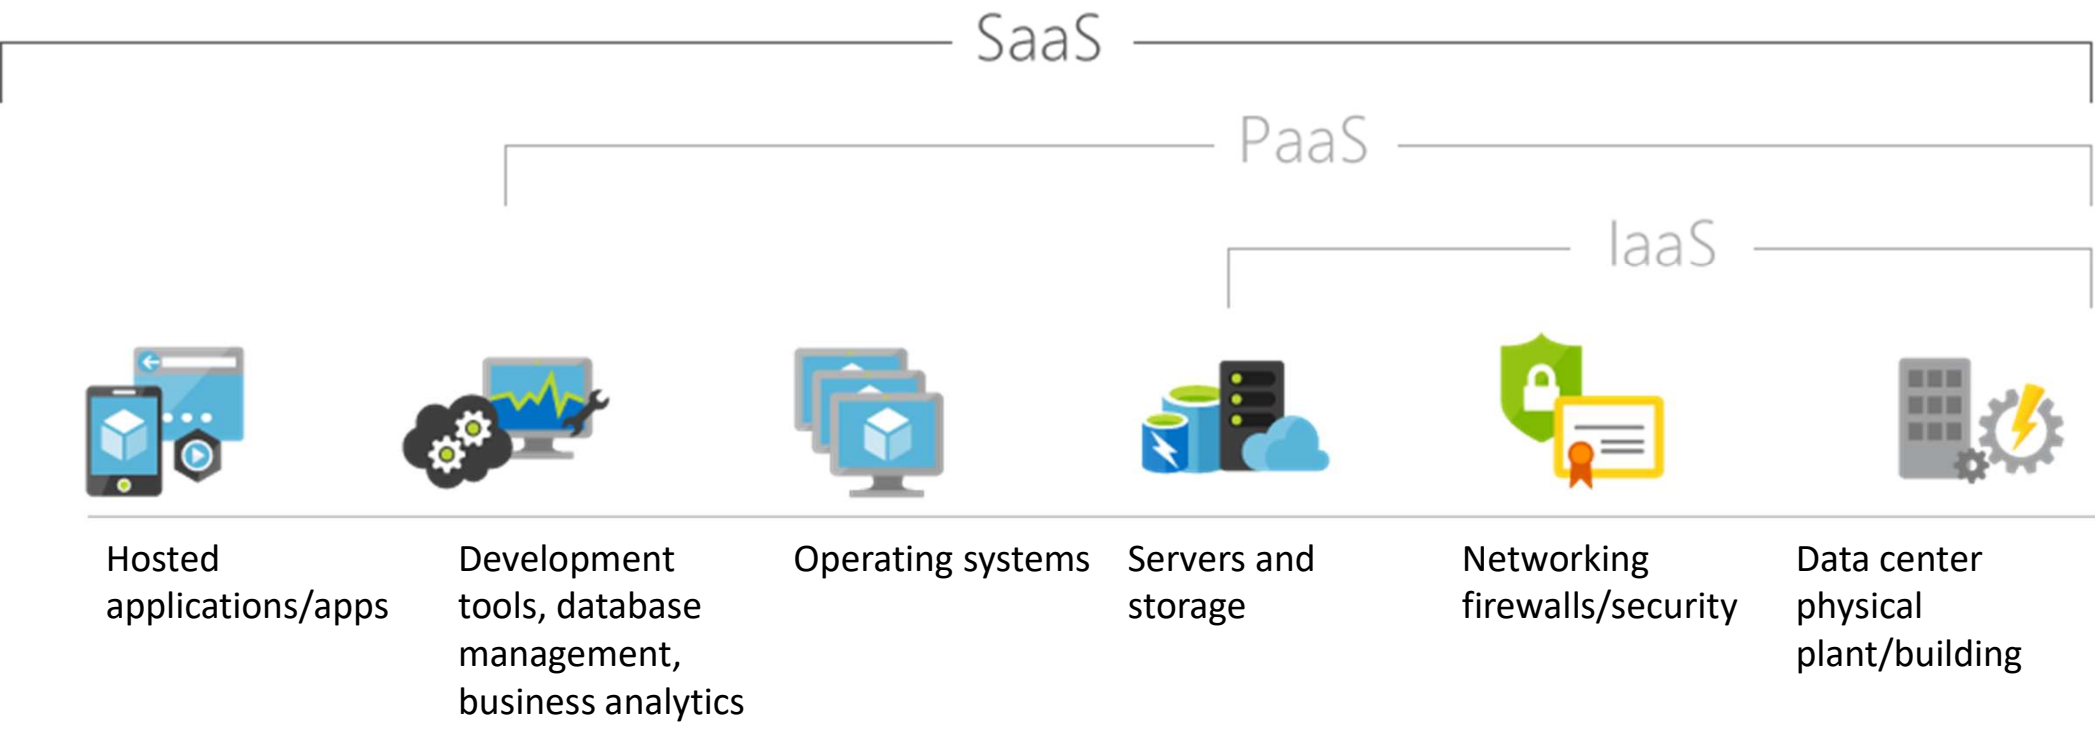 SaaS
PaaS
IaaS
Hosted
applications/apps
Development
tools, database
management,
business analytics
Operating systems
Servers and
storage
Networking
firewalls/security
Data center
physical
plant/building